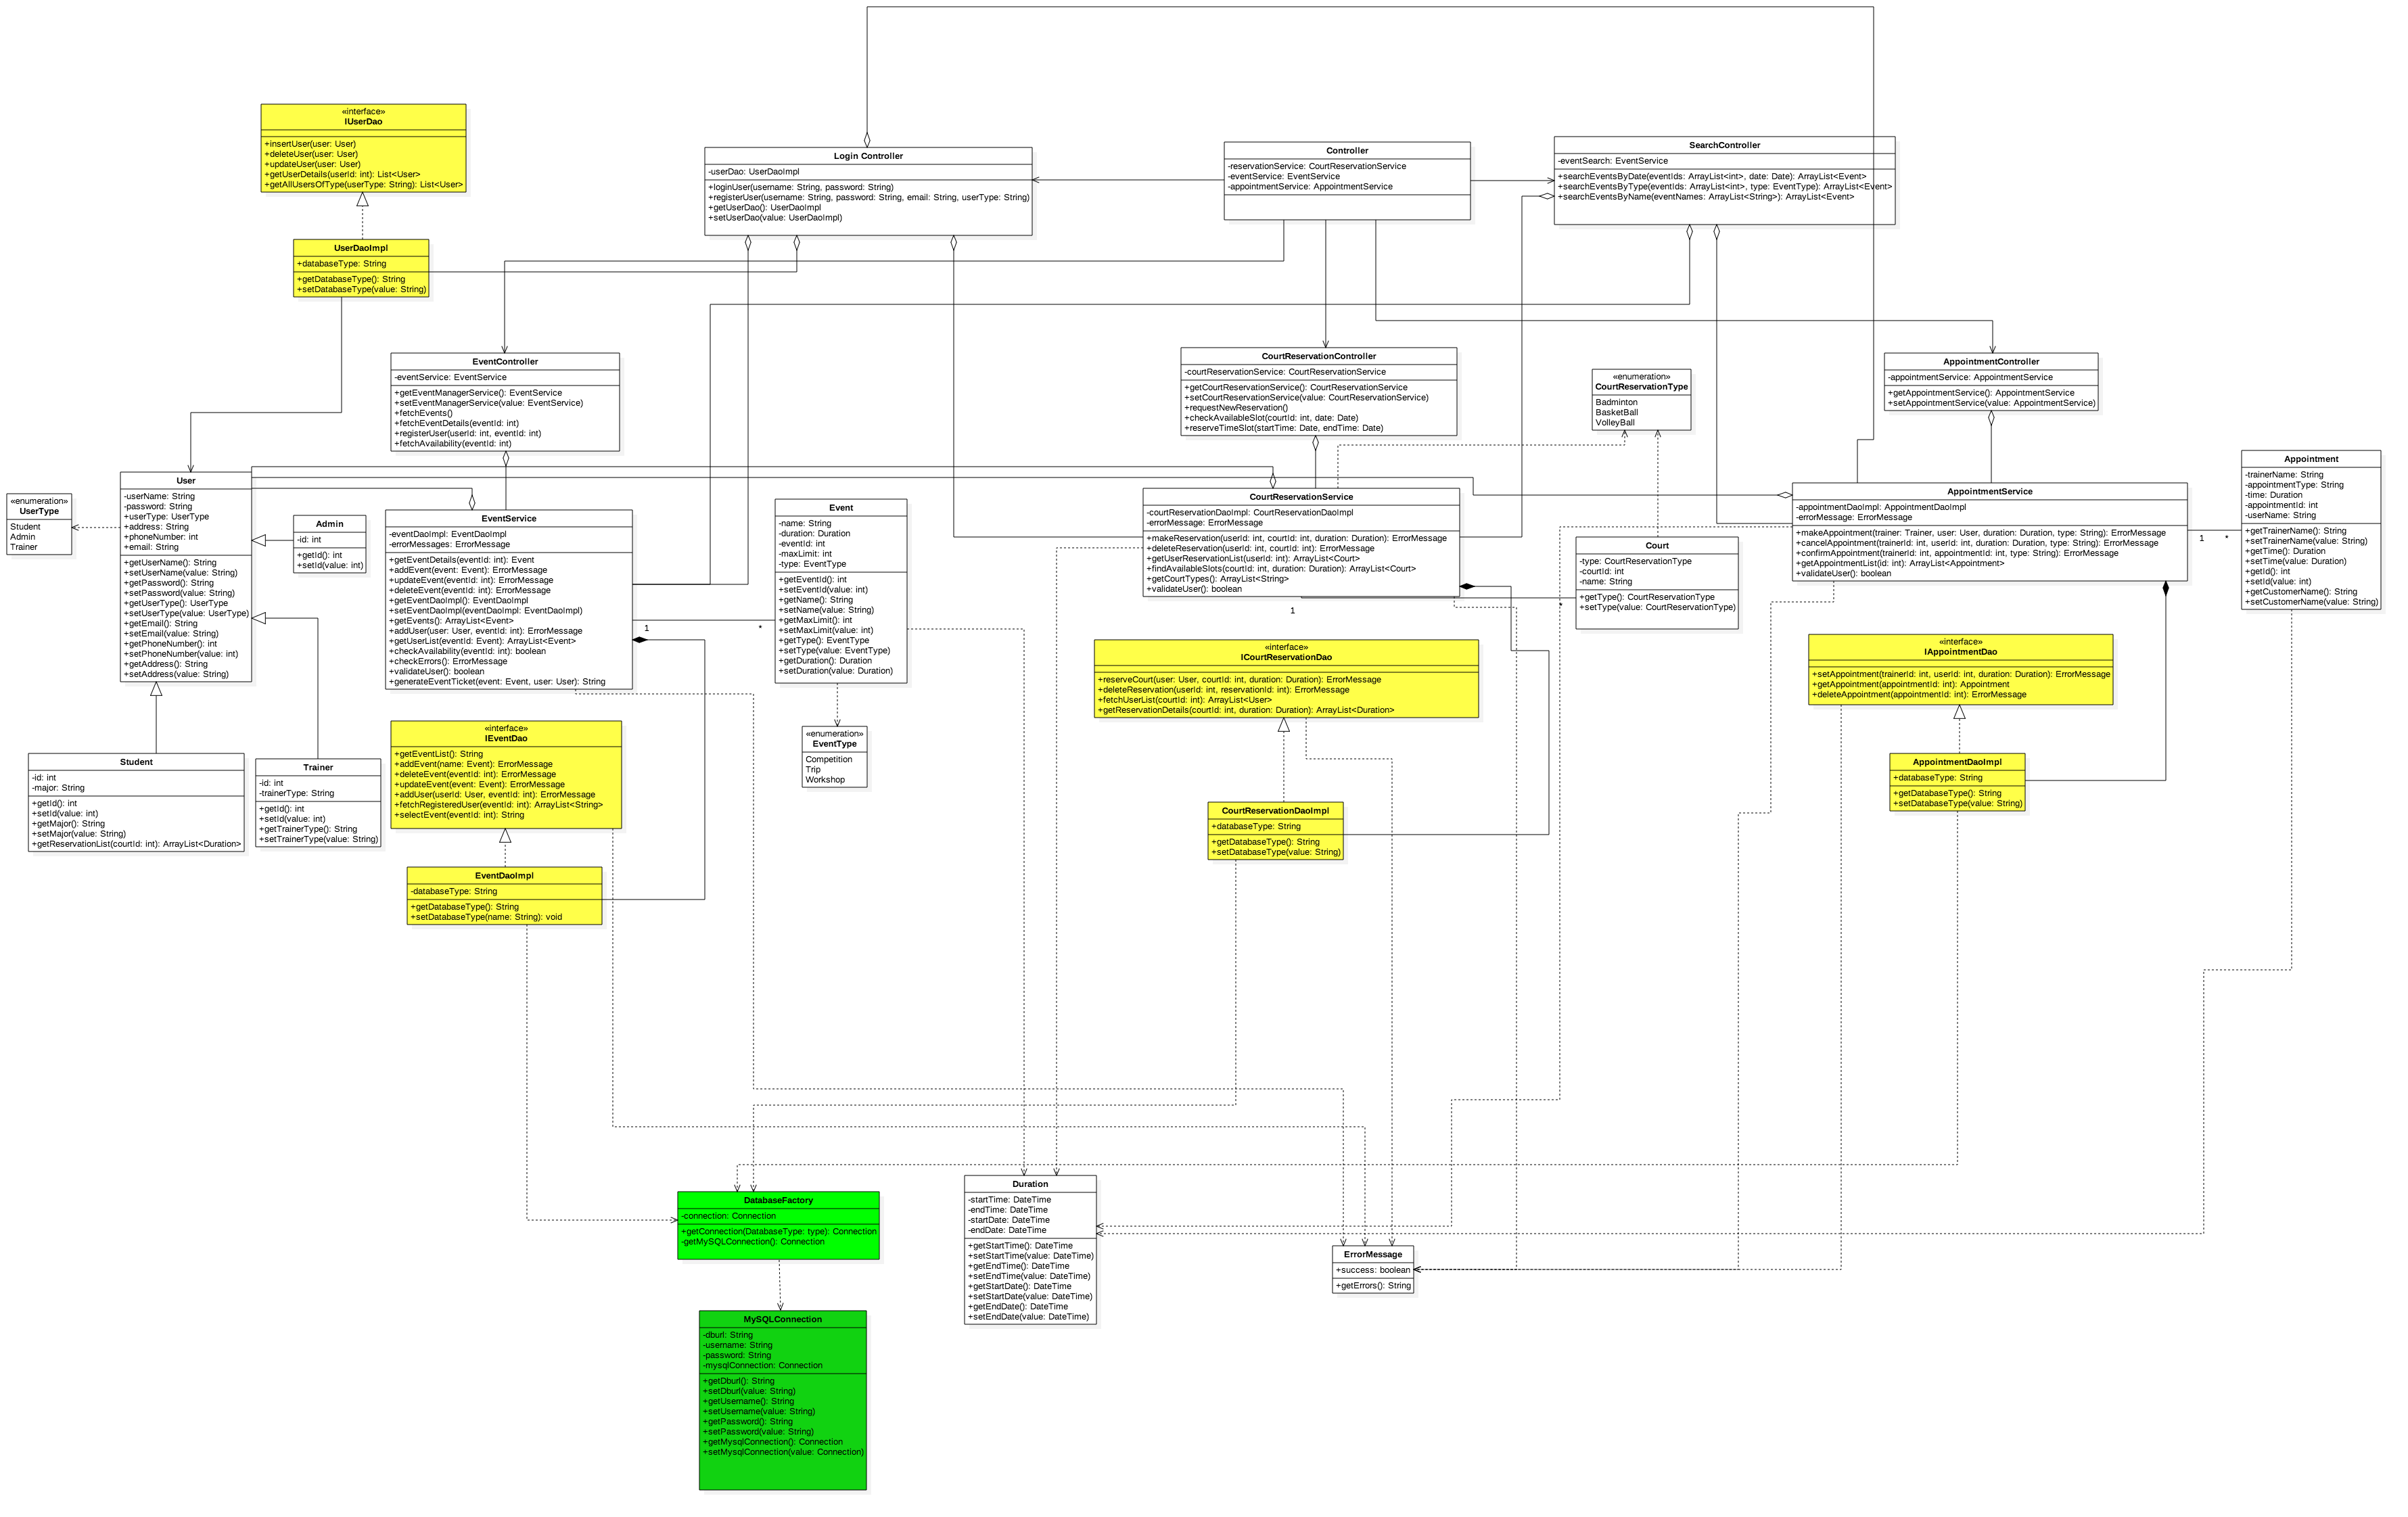 «interface»
IUserDao
+insertUser(user: User)
+deleteUser(user: User)
+updateUser(user: User)
+getUserDetails(userId: int): List<User>
+getAllUsersOfType(userType: String): List<User>
Login Controller
-userDao: UserDaoImpl
+loginUser(username: String, password: String)
+registerUser(username: String, password: String, email: String, userType: String)
+getUserDao(): UserDaoImpl
+setUserDao(value: UserDaoImpl)
Controller
-reservationService: CourtReservationService
-eventService: EventService
-appointmentService: AppointmentService
SearchController
-eventSearch: EventService
+searchEventsByDate(eventIds: ArrayList<int>, date: Date): ArrayList<Event>
+searchEventsByType(eventIds: ArrayList<int>, type: EventType): ArrayList<Event>
+searchEventsByName(eventNames: ArrayList<String>): ArrayList<Event>
UserDaoImpl
+databaseType: String
+getDatabaseType(): String
+setDatabaseType(value: String)
EventController
-eventService: EventService
+getEventManagerService(): EventService
+setEventManagerService(value: EventService)
+fetchEvents()
+fetchEventDetails(eventId: int)
+registerUser(userId: int, eventId: int)
+fetchAvailability(eventId: int)
CourtReservationController
-courtReservationService: CourtReservationService
+getCourtReservationService(): CourtReservationService
+setCourtReservationService(value: CourtReservationService)
+requestNewReservation()
+checkAvailableSlot(courtId: int, date: Date)
+reserveTimeSlot(startTime: Date, endTime: Date)
«enumeration»
CourtReservationType
Badminton
BasketBall
VolleyBall
AppointmentController
-appointmentService: AppointmentService
+getAppointmentService(): AppointmentService
+setAppointmentService(value: AppointmentService)
«enumeration»
UserType
Student
Admin
Trainer
User
-userName: String
-password: String
+userType: UserType
+address: String
+phoneNumber: int
+email: String
+getUserName(): String
+setUserName(value: String)
+getPassword(): String
+setPassword(value: String)
+getUserType(): UserType
+setUserType(value: UserType)
+getEmail(): String
+setEmail(value: String)
+getPhoneNumber(): int
+setPhoneNumber(value: int)
+getAddress(): String
+setAddress(value: String)
Admin
-id: int
+getId(): int
+setId(value: int)
EventService
-eventDaoImpl: EventDaoImpl
-errorMessages: ErrorMessage
+getEventDetails(eventId: int): Event
+addEvent(event: Event): ErrorMessage
+updateEvent(eventId: int): ErrorMessage
+deleteEvent(eventId: int): ErrorMessage
+getEventDaoImpl(): EventDaoImpl
+setEventDaoImpl(eventDaoImpl: EventDaoImpl)
+getEvents(): ArrayList<Event>
+addUser(user: User, eventId: int): ErrorMessage
+getUserList(eventId: Event): ArrayList<Event>
+checkAvailability(eventId: int): boolean
+checkErrors(): ErrorMessage
+validateUser(): boolean
+generateEventTicket(event: Event, user: User): String
1
*
Event
-name: String
-duration: Duration
-eventId: int
-maxLimit: int
-type: EventType
+getEventId(): int
+setEventId(value: int)
+getName(): String
+setName(value: String)
+getMaxLimit(): int
+setMaxLimit(value: int)
+getType(): EventType
+setType(value: EventType)
+getDuration(): Duration
+setDuration(value: Duration)
CourtReservationService
-courtReservationDaoImpl: CourtReservationDaoImpl
-errorMessage: ErrorMessage
+makeReservation(userId: int, courtId: int, duration: Duration): ErrorMessage
+deleteReservation(userId: int, courtId: int): ErrorMessage
+getUserReservationList(userId: int): ArrayList<Court>
+findAvailableSlots(courtId: int, duration: Duration): ArrayList<Court>
+getCourtTypes(): ArrayList<String>
+validateUser(): boolean
1
*
Court
-type: CourtReservationType
-courtId: int
-name: String
+getType(): CourtReservationType
+setType(value: CourtReservationType)
AppointmentService
-appointmentDaoImpl: AppointmentDaoImpl
-errorMessage: ErrorMessage
+makeAppointment(trainer: Trainer, user: User, duration: Duration, type: String): ErrorMessage
+cancelAppointment(trainerId: int, userId: int, duration: Duration, type: String): ErrorMessage
+confirmAppointment(trainerId: int, appointmentId: int, type: String): ErrorMessage
+getAppointmentList(id: int): ArrayList<Appointment>
+validateUser(): boolean
1
*
Appointment
-trainerName: String
-appointmentType: String
-time: Duration
-appointmentId: int
-userName: String
+getTrainerName(): String
+setTrainerName(value: String)
+getTime(): Duration
+setTime(value: Duration)
+getId(): int
+setId(value: int)
+getCustomerName(): String
+setCustomerName(value: String)
«interface»
ICourtReservationDao
+reserveCourt(user: User, courtId: int, duration: Duration): ErrorMessage
+deleteReservation(userId: int, reservationId: int): ErrorMessage
+fetchUserList(courtId: int): ArrayList<User>
+getReservationDetails(courtId: int, duration: Duration): ArrayList<Duration>
«interface»
IAppointmentDao
+setAppointment(trainerId: int, userId: int, duration: Duration): ErrorMessage
+getAppointment(appointmentId: int): Appointment
+deleteAppointment(appointmentId: int): ErrorMessage
Student
-id: int
-major: String
+getId(): int
+setId(value: int)
+getMajor(): String
+setMajor(value: String)
+getReservationList(courtId: int): ArrayList<Duration>
Trainer
-id: int
-trainerType: String
+getId(): int
+setId(value: int)
+getTrainerType(): String
+setTrainerType(value: String)
«interface»
IEventDao
+getEventList(): String
+addEvent(name: Event): ErrorMessage
+deleteEvent(eventId: int): ErrorMessage
+updateEvent(event: Event): ErrorMessage
+addUser(userId: User, eventId: int): ErrorMessage
+fetchRegisteredUser(eventId: int): ArrayList<String>
+selectEvent(eventId: int): String
«enumeration»
EventType
Competition
Trip
Workshop
CourtReservationDaoImpl
+databaseType: String
+getDatabaseType(): String
+setDatabaseType(value: String)
AppointmentDaoImpl
+databaseType: String
+getDatabaseType(): String
+setDatabaseType(value: String)
EventDaoImpl
-databaseType: String
+getDatabaseType(): String
+setDatabaseType(name: String): void
DatabaseFactory
-connection: Connection
+getConnection(DatabaseType: type): Connection
-getMySQLConnection(): Connection
Duration
-startTime: DateTime
-endTime: DateTime
-startDate: DateTime
-endDate: DateTime
+getStartTime(): DateTime
+setStartTime(value: DateTime)
+getEndTime(): DateTime
+setEndTime(value: DateTime)
+getStartDate(): DateTime
+setStartDate(value: DateTime)
+getEndDate(): DateTime
+setEndDate(value: DateTime)
ErrorMessage
+success: boolean
+getErrors(): String
MySQLConnection
-dburl: String
-username: String
-password: String
-mysqlConnection: Connection
+getDburl(): String
+setDburl(value: String)
+getUsername(): String
+setUsername(value: String)
+getPassword(): String
+setPassword(value: String)
+getMysqlConnection(): Connection
+setMysqlConnection(value: Connection)